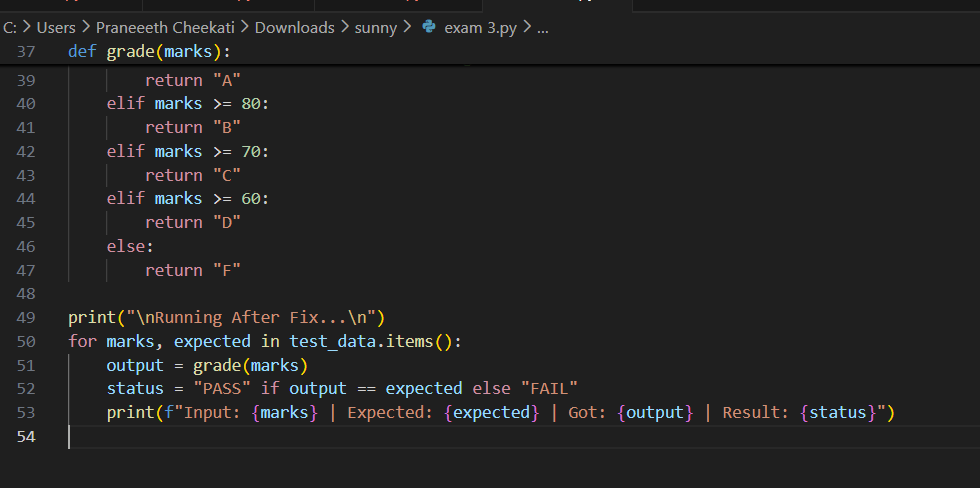 C: > Users > Praneeeth Cheekati > Downloads > sunny > exam 3.py > ...
37 def grade(marks):
39 return "A"
40 elif marks >= 80:
41 return "B"
42 elif marks >= 70:
43 return "C"
44 elif marks >= 60:
45 return "D"
46 else:
47 return "F"
48
49 print("\nRunning After Fix...\n")
50 for marks, expected in test_data.items():
51 output = grade(marks)
52 status = "PASS" if output == expected else "FAIL"
53 print(f"Input: {marks} | Expected: {expected} | Got: {output} | Result: {status}")
54